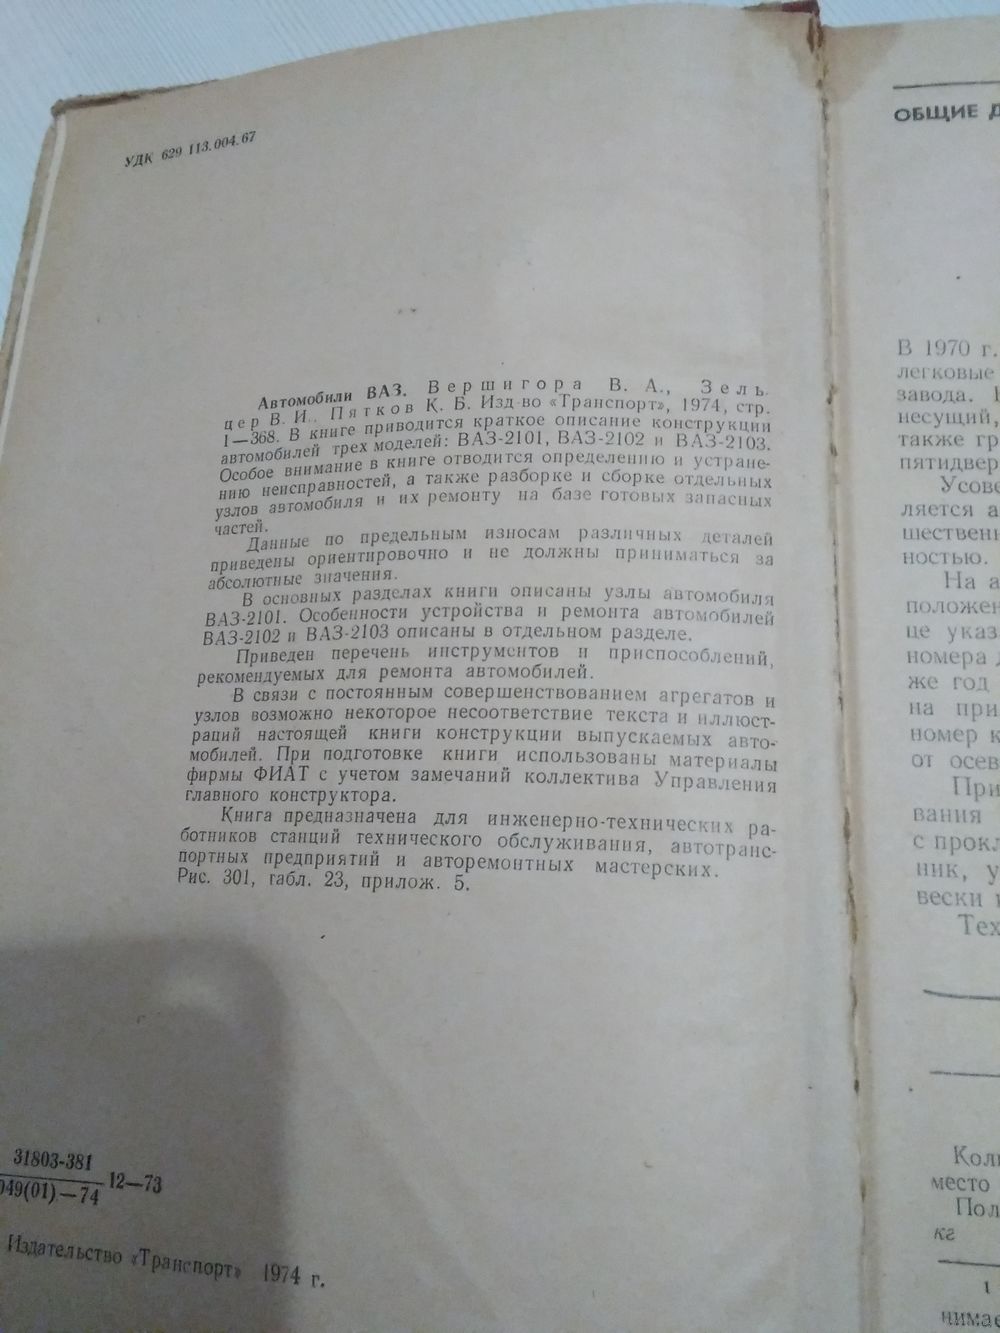 УДК 629 113.004.67
Автомобили ВАЗ. Вершигора В. А., Зель-
цер В. И., Пятков К. Б. Изд-во «Транспорт», 1974, стр.
1—368. В книге приводится краткое описание конструкции
автомобилей трех моделей: ВАЗ-2101, ВАЗ-2102 и ВАЗ-2103.
Особое внимание в книге отводится определению и устране-
нию неисправностей, а также разборке и сборке отдельных
узлов автомобиля и их ремонту на базе готовых запасных
частей.
Данные по предельным износам различных деталей
приведены ориентировочно и не должны приниматься за
абсолютные значения.
В основных разделах книги описаны узлы автомобиля
ВАЗ-2101. Особенности устройства и ремонта автомобилей
ВАЗ-2102 и ВАЗ-2103 описаны в отдельном разделе.
Приведен перечень инструментов и приспособлений,
рекомендуемых для ремонта автомобилей.
В связи с постоянным совершенствованием агрегатов и
узлов возможно некоторое несоответствие текста и иллюст-
раций настоящей книги конструкции выпускаемых авто-
мобилей. При подготовке книги использованы материалы
фирмы ФИАТ с учетом замечаний коллектива Управления
главного конструктора.
Книга предназначена для инженерно-технических ра-
ботников станций технического обслуживания, автотранс-
портных предприятий и авторемонтных мастерских.
Рис. 301, табл. 23, прилож. 5.
31803-381
049(01)—74 12—73
Издательство «Транспорт» 1974 г.
ОБЩИЕ Д
В 1970 г.
легковые
завода.
несущий,
также гр
пятидвер
Усове
ляется а
шественн
ностью.
На а
положен
це указ
номера д
же год
на при
номер к
от осев
При
вания
с прокл
ник, у
вески
Тех
Коли
место
Пол
кг
1
нимае